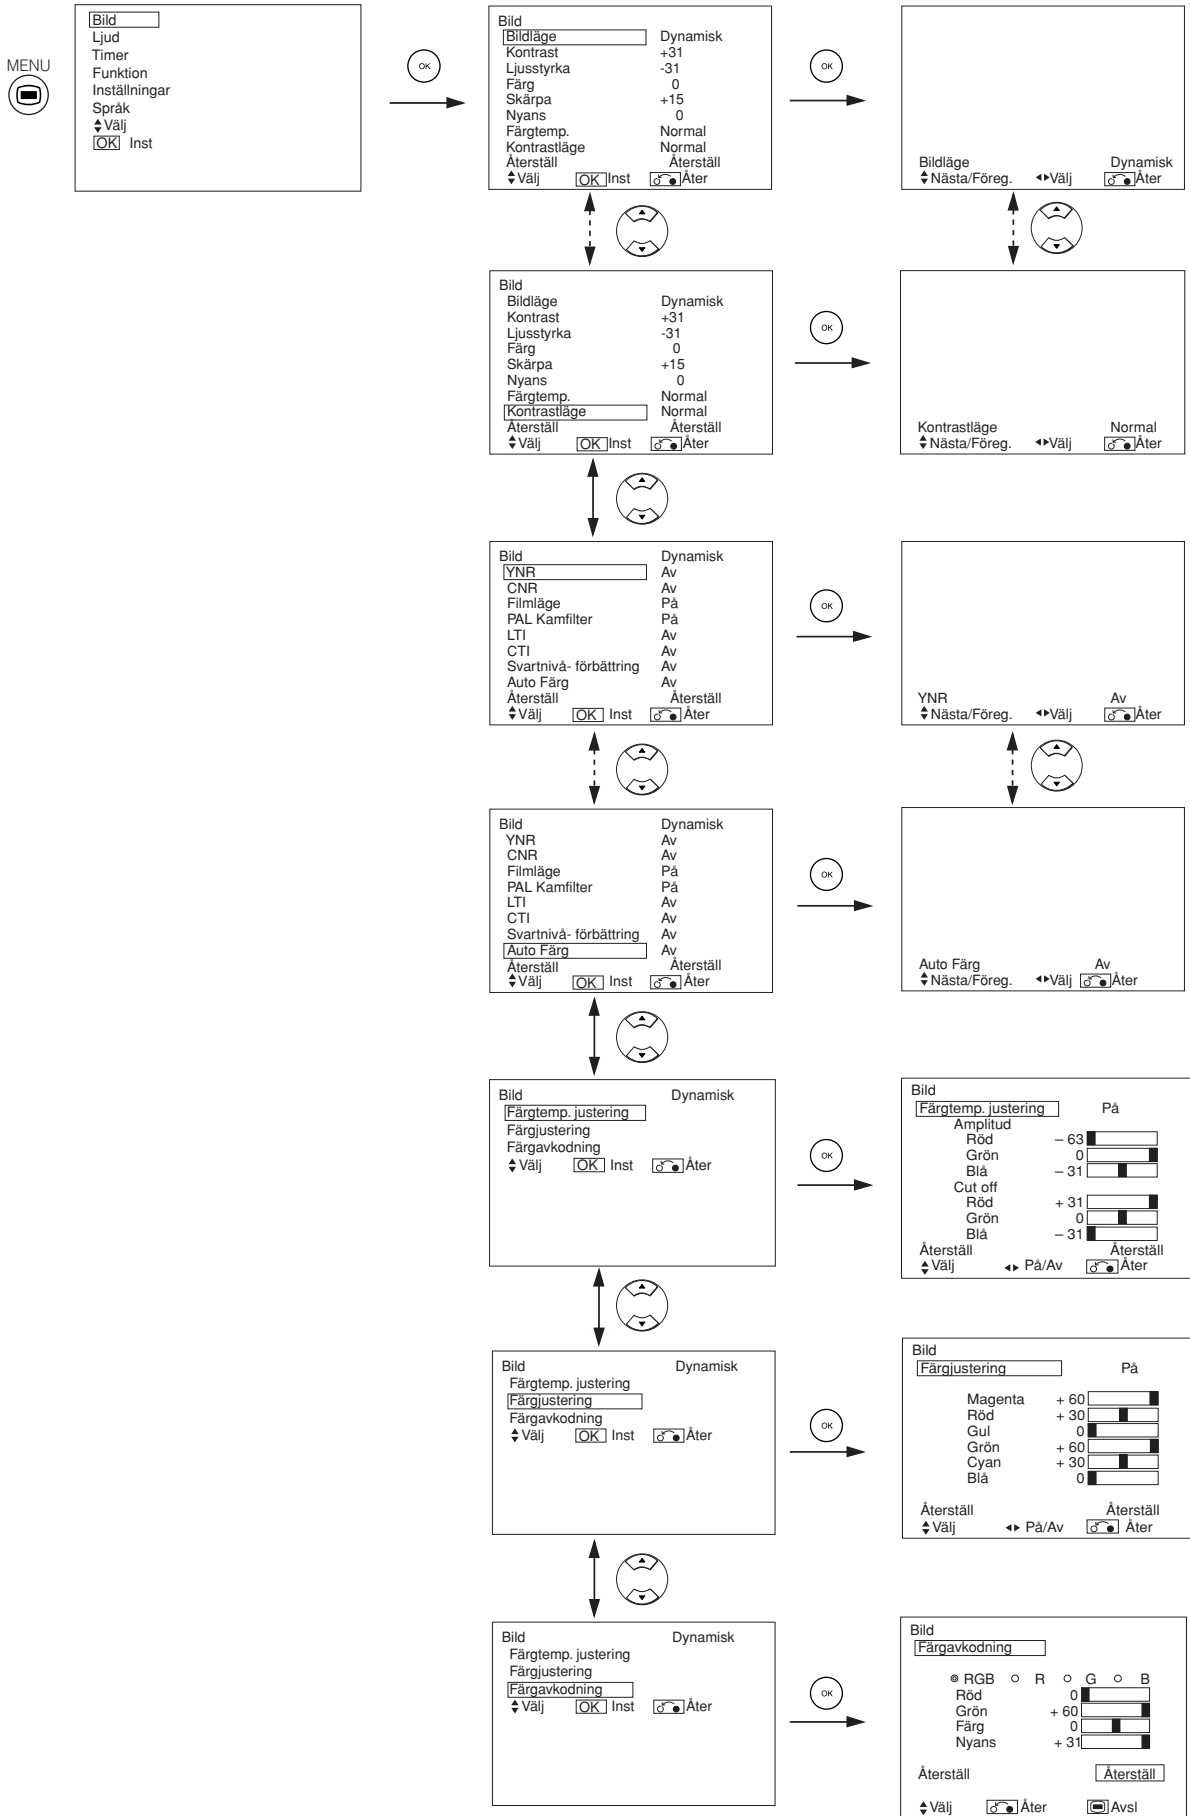 MENU
Bild
Ljud
Timer
Funktion
Inställningar
Språk
Välj
OK Inst
OK
Bild
Bildläge Dynamisk
Kontrast +31
Ljusstyrka -31
Färg 0
Skärpa +15
Nyans 0
Färgtemp. Normal
Kontrastläge Normal
Återställ Återställ
Välj OK Inst Åter
OK
Bildläge Dynamisk
Nästa/Föreg. Välj Åter
Bild
Bildläge Dynamisk
Kontrast +31
Ljusstyrka -31
Färg 0
Skärpa +15
Nyans 0
Färgtemp. Normal
Kontrastläge Normal
Återställ Återställ
Välj OK Inst Åter
OK
Kontrastläge Normal
Nästa/Föreg. Välj Åter
Bild Dynamisk
YNR Av
CNR Av
Filmläge På
PAL Kamfilter På
LTI Av
CTI Av
Svartnivå- förbättring Av
Auto Färg Av
Återställ Återställ
Välj OK Inst Åter
OK
YNR Av
Nästa/Föreg. Välj Åter
Bild Dynamisk
YNR Av
CNR Av
Filmläge På
PAL Kamfilter På
LTI Av
CTI Av
Svartnivå- förbättring Av
Auto Färg Av
Återställ Återställ
Välj OK Inst Åter
OK
Auto Färg Av
Nästa/Föreg. Välj Åter
Bild Dynamisk
Färgtemp. justering
Färgjustering
Färgavkodning
Välj OK Inst Åter
OK
Bild
Färgtemp. justering På
Amplitud
Röd – 63
Grön 0
Blå – 31
Cut off
Röd + 31
Grön 0
Blå – 31
Återställ Återställ
Välj På/Av Åter
Bild Dynamisk
Färgtemp. justering
Färgjustering
Färgavkodning
Välj OK Inst Åter
OK
Bild
Färgjustering På
Magenta + 60
Röd + 30
Gul 0
Grön + 60
Cyan + 30
Blå 0
Återställ Återställ
Välj På/Av Åter
Bild Dynamisk
Färgtemp. justering
Färgjustering
Färgavkodning
Välj OK Inst Åter
OK
Bild
Färgavkodning
RGB R G B
Röd 0
Grön + 60
Färg 0
Nyans + 31
Återställ Återställ
Välj Åter Avsl